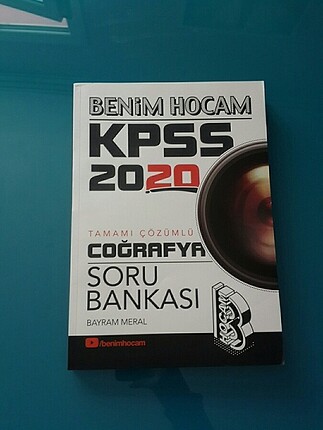 BENİM HOCAM
KPSS
2020
TAMAMI ÇÖZÜMLÜ
COĞRAFYA
SORU
BANKASI
BAYRAM MERAL
/benimhocam